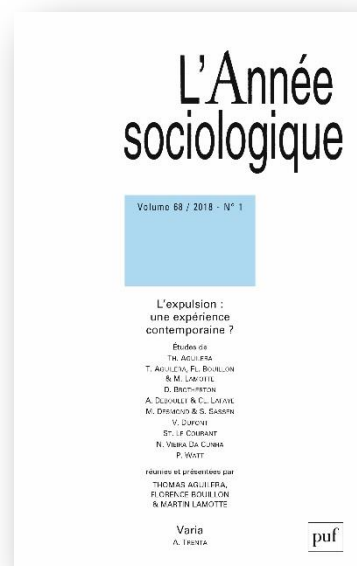 L'Année
sociologique
Volume 68 / 2018 - N° 1
L'expulsion :
une expérience
contemporaine ?
Études de
TH. AGUILERA
T. AGUILERA, FL. BOUILLON
& M. LAMOTTE
D. BROTHERTON
A. DEBOULET & CL. LAFAYE
M. DESMOND & S. SASSEN
V. DUPONT
ST. LE COURANT
N. VIEIRA DA CUNHA
P. WATT
réunies et présentées par
THOMAS AGUILERA,
FLORENCE BOUILLON
& MARTIN LAMOTTE
Varia
A. TRENTA
puf